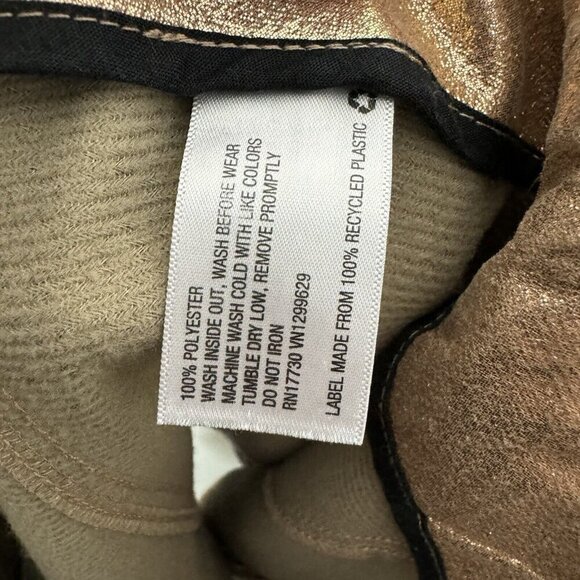 100% POLYESTER
WASH INSIDE OUT, WASH BEFORE WEAR
MACHINE WASH COLD WITH LIKE COLORS
TUMBLE DRY LOW, REMOVE PROMPTLY
DO NOT IRON
RN17730 VN1299629
LABEL MADE FROM 100% RECYCLED PLASTIC